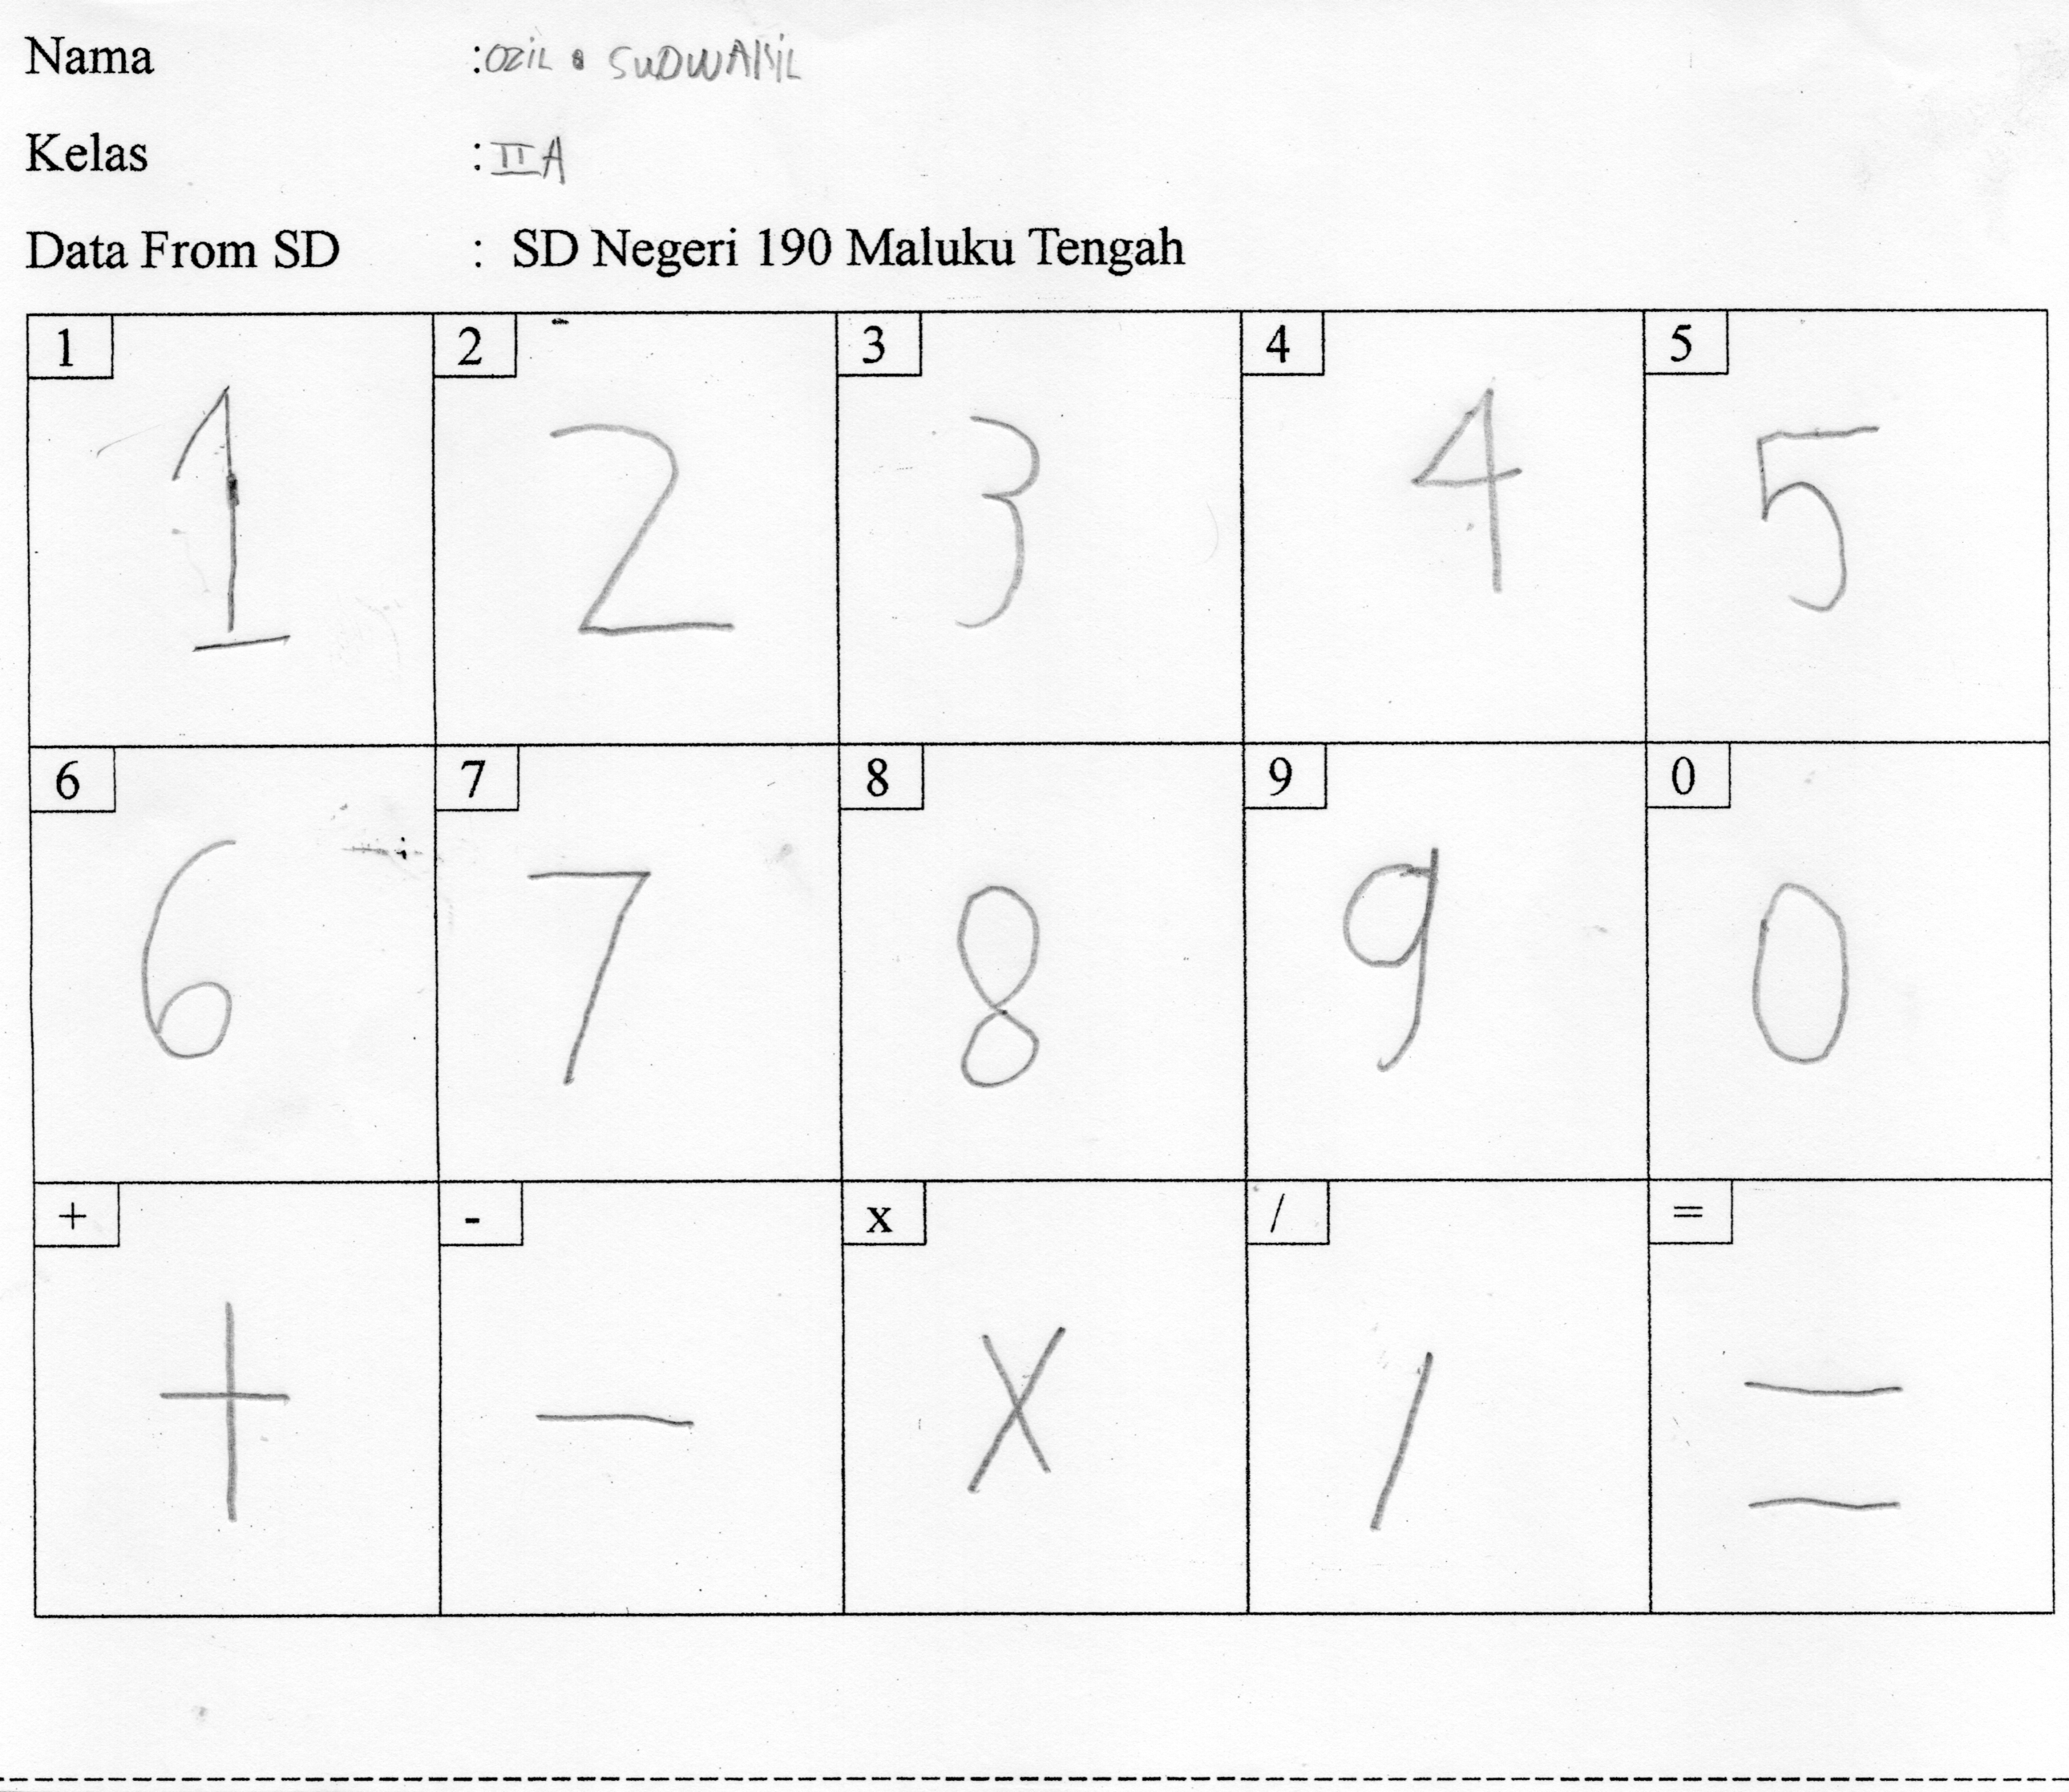 Nama : OZIL . SUDWAKIL
Kelas : II A
Data From SD : SD Negeri 190 Maluku Tengah
1 2 3 4 5
1 2 3 4 5
6 7 8 9 0
6 7 8 9 0
+ - x / =
+ - x / =